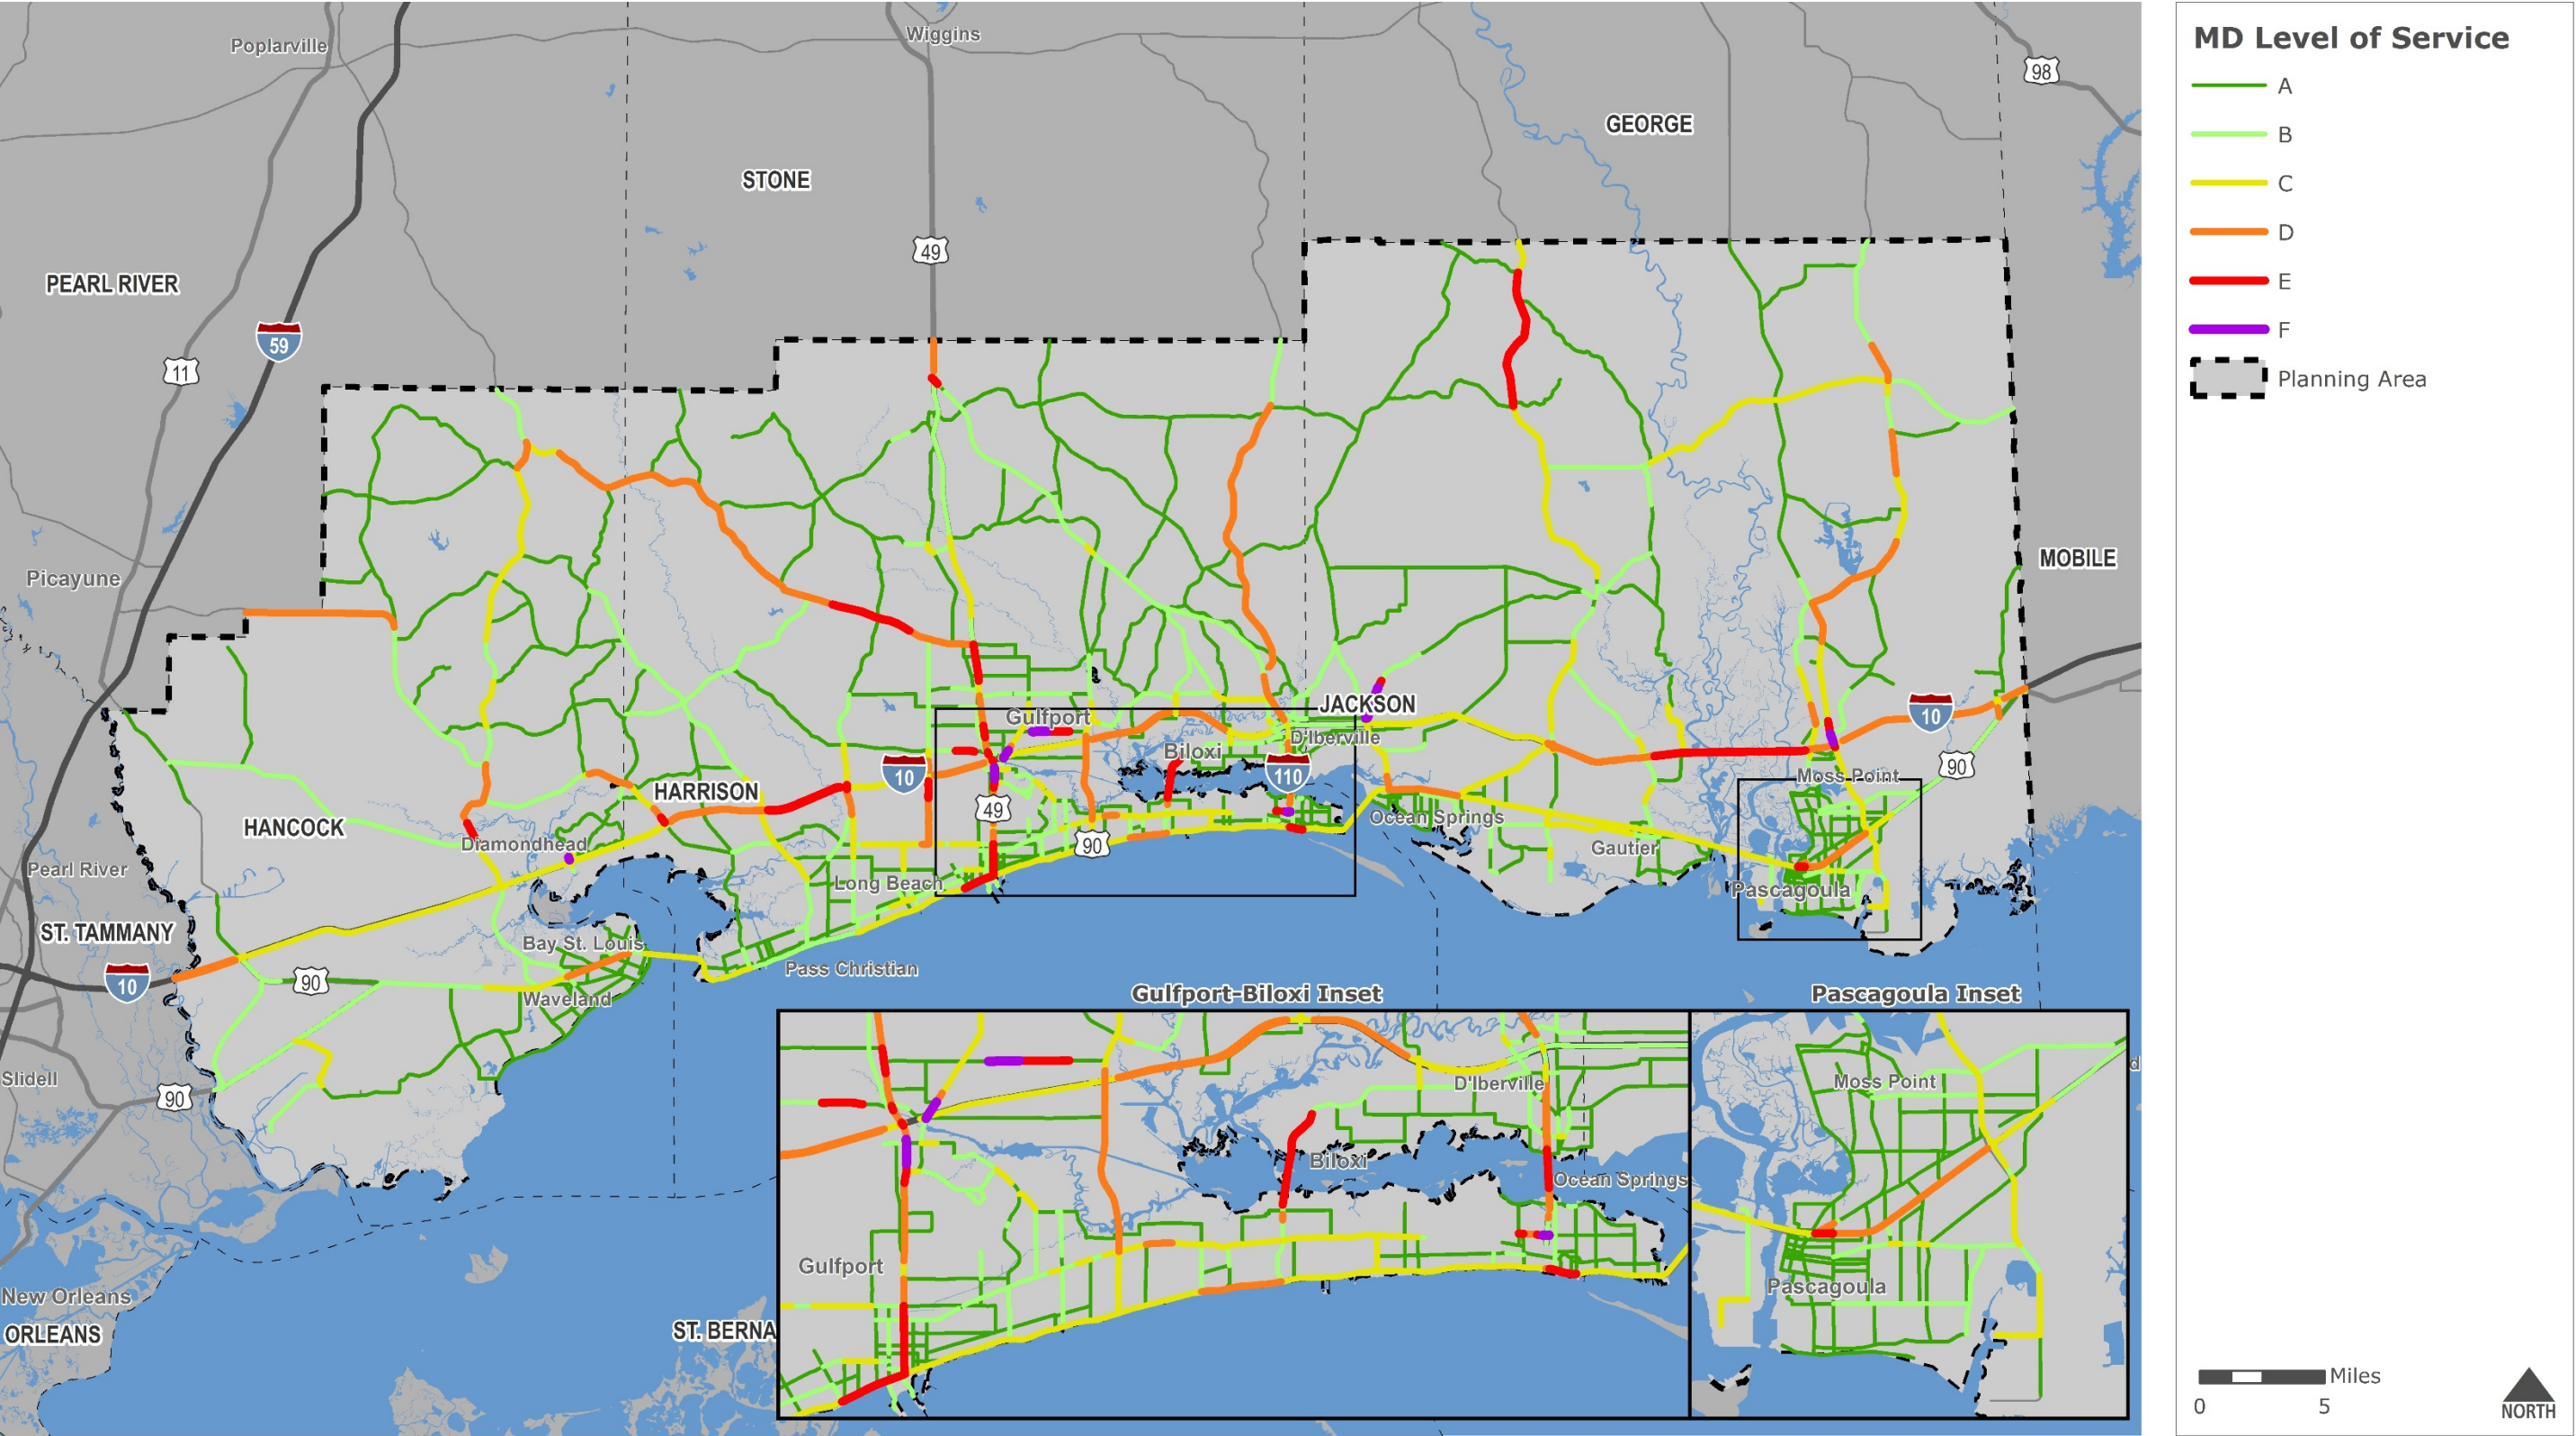 Poplarville
Wiggins
98
GEORGE
STONE
49
PEARL RIVER
59
11
MOBILE
Picayune
JACKSON
Gulfport
D'Iberville
Biloxi
10
10
110
90
HARRISON
49
Moss Point
HANCOCK
Diamondhead
90
Ocean Springs
Gautier
Pearl River
Long Beach
Pascagoula
ST. TAMMANY
Bay St. Louis
10
90
Pass Christian
Waveland
Slidell
90
New Orleans
ORLEANS
ST. BERNA
Gulfport-Biloxi Inset
D'Iberville
Biloxi
Ocean Springs
Gulfport
Pascagoula Inset
Moss Point
Pascagoula
d
MD Level of Service
A
B
C
D
E
F
Planning Area
Miles
0 5
NORTH